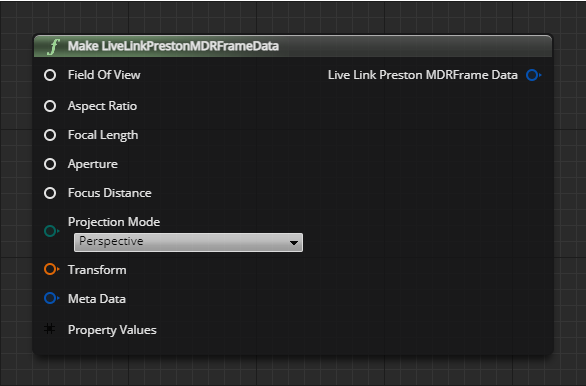 f Make LiveLinkPrestonMDRFrameData
Field Of View
Live Link Preston MDRFrame Data
Aspect Ratio
Focal Length
Aperture
Focus Distance
Projection Mode
Perspective
Transform
Meta Data
Property Values